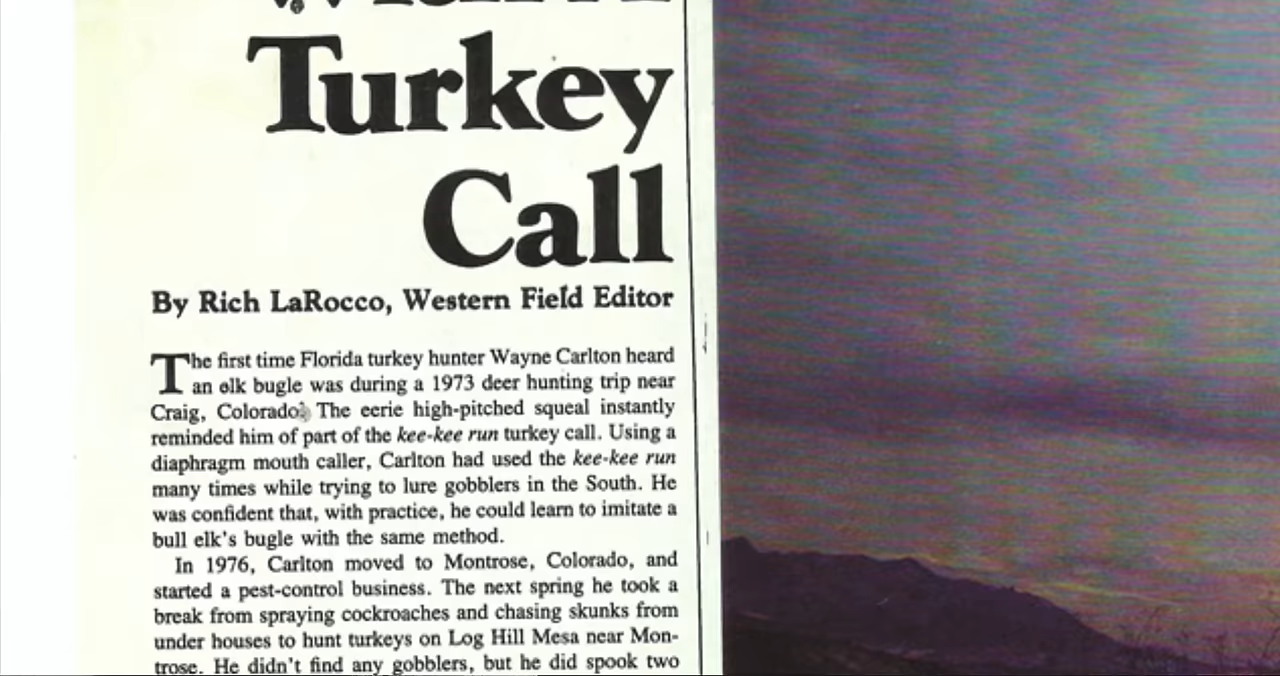 With A
Turkey
Call
By Rich LaRocco, Western Field Editor
The first time Florida turkey hunter Wayne Carlton heard
an elk bugle was during a 1973 deer hunting trip near
Craig, Colorado. The eerie high-pitched squeal instantly
reminded him of part of the kee-kee run turkey call. Using a
diaphragm mouth caller, Carlton had used the kee-kee run
many times while trying to lure gobblers in the South. He
was confident that, with practice, he could learn to imitate a
bull elk's bugle with the same method.
In 1976, Carlton moved to Montrose, Colorado, and
started a pest-control business. The next spring he took a
break from spraying cockroaches and chasing skunks from
under houses to hunt turkeys on Log Hill Mesa near Mon-
trose. He didn't find any gobblers, but he did spook two